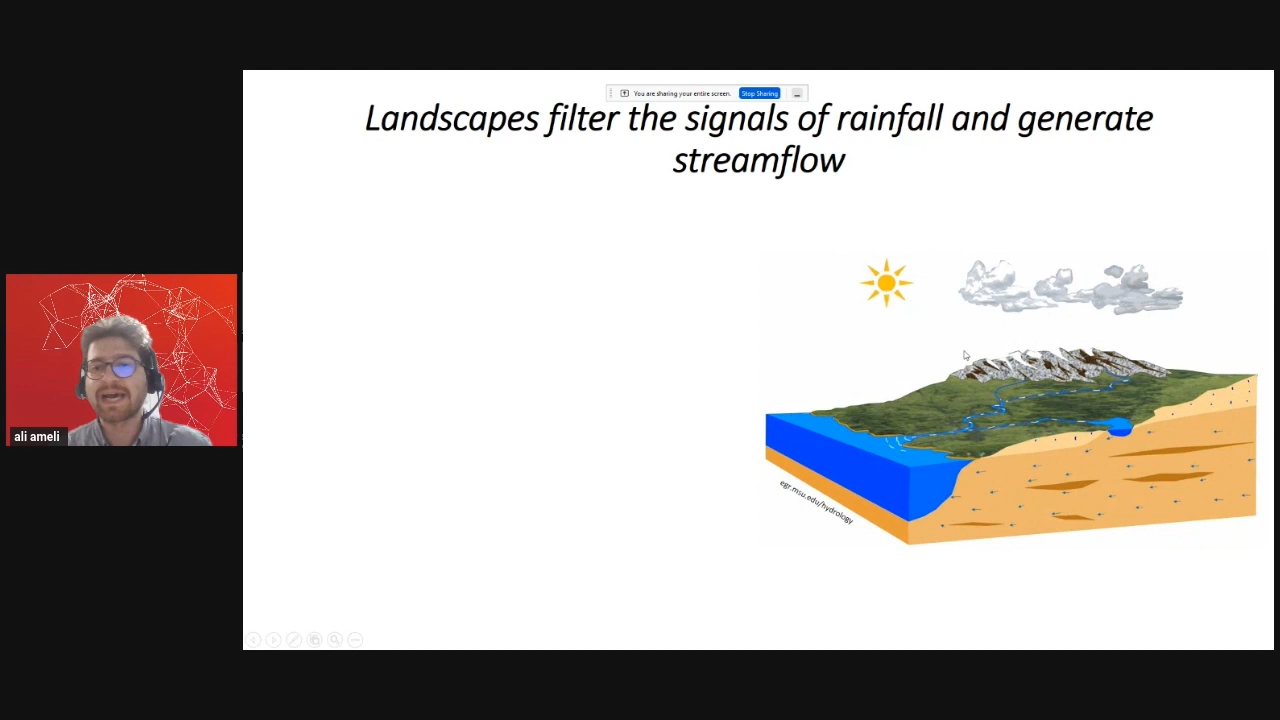 You are sharing your entire screen.
Stop Sharing
Landscapes filter the signals of rainfall and generate
streamflow
egr.msu.edu/hydrology
ali ameli